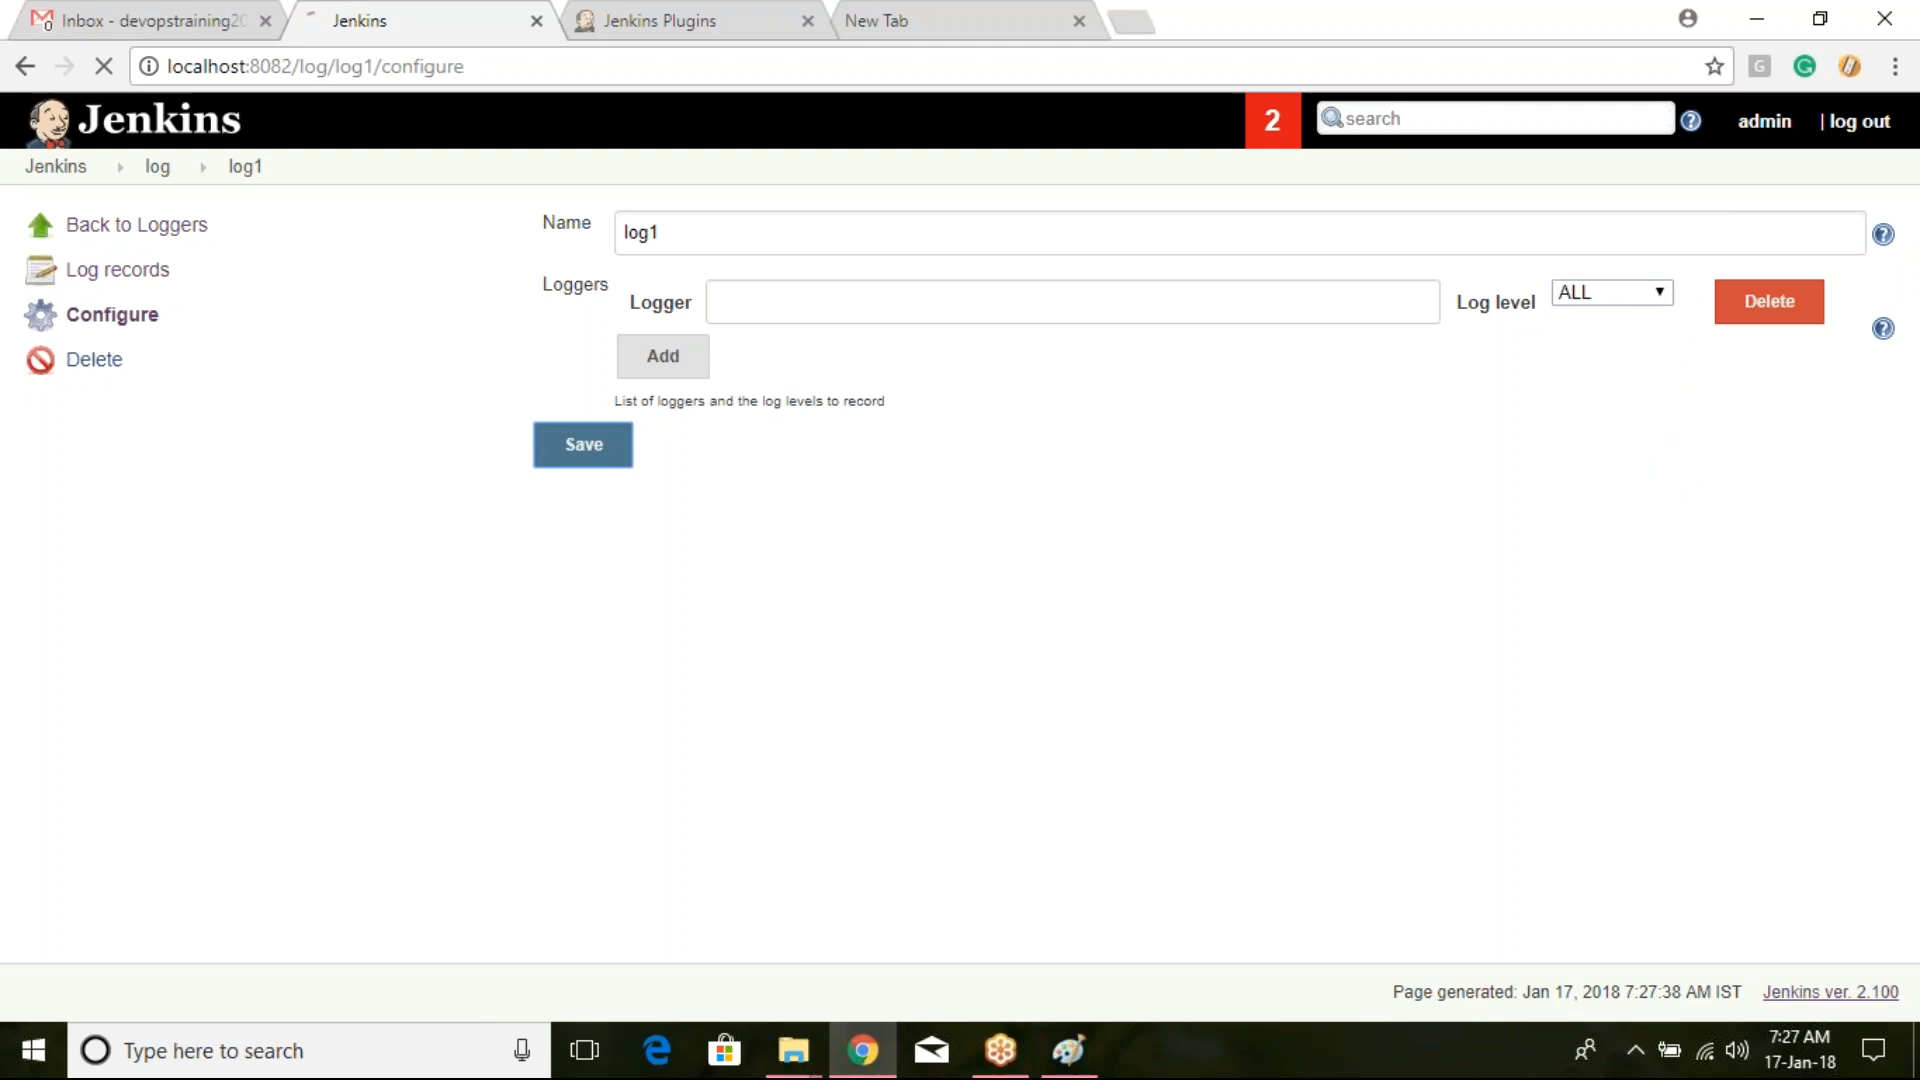 Inbox - devopstraining20
Jenkins
Jenkins Plugins
New Tab
localhost:8082/log/log1/configure
G
G
Jenkins
2
search
?
admin
| log out
Jenkins
log
log1
Back to Loggers
Log records
Configure
Delete
Name
log1
?
Loggers
Logger
Log level
ALL
Delete
?
Add
List of loggers and the log levels to record
Save
Page generated: Jan 17, 2018 7:27:38 AM IST
Jenkins ver. 2.100
Type here to search
7:27 AM
17-Jan-18